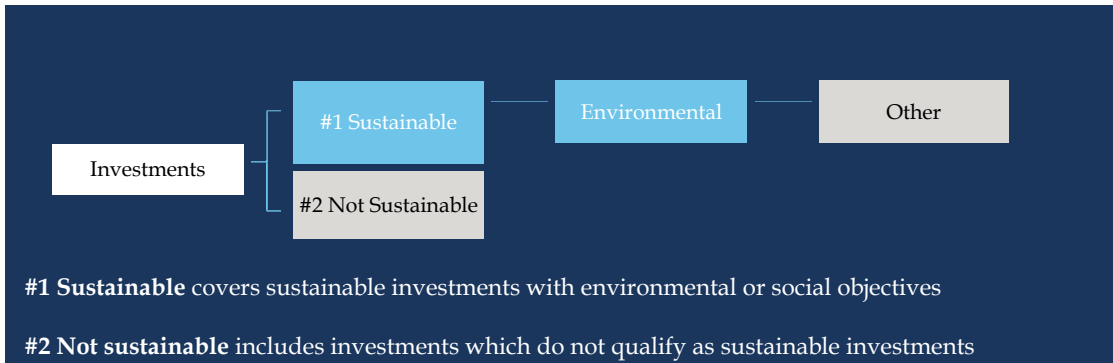 #1 Sustainable
Environmental
Other
Investments
#2 Not Sustainable
#1 Sustainable covers sustainable investments with environmental or social objectives
#2 Not sustainable includes investments which do not qualify as sustainable investments